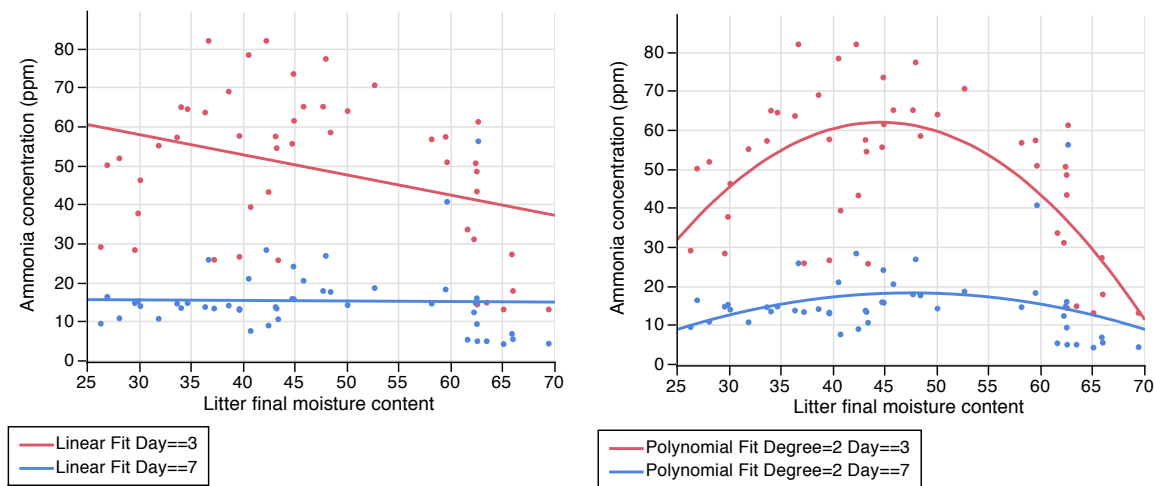 Ammonia concentration (ppm)
80
70
60
50
40
30
20
10
0
25 30 35 40 45 50 55 60 65 70
Litter final moisture content
Linear Fit Day==3
Linear Fit Day==7
Ammonia concentration (ppm)
80
70
60
50
40
30
20
10
0
25 30 35 40 45 50 55 60 65 70
Litter final moisture content
Polynomial Fit Degree=2 Day==3
Polynomial Fit Degree=2 Day==7